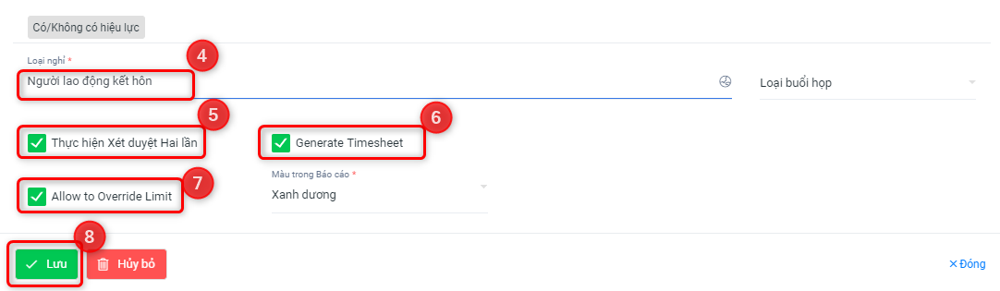 Có/Không có hiệu lực
4
Loại nghỉ *
Người lao động kết hôn
Loại buổi họp
5
6
Thực hiện Xét duyệt Hai lần
Generate Timesheet
7
Màu trong Báo cáo *
Allow to Override Limit
Xanh dương
8
Lưu
Hủy bỏ
Đóng